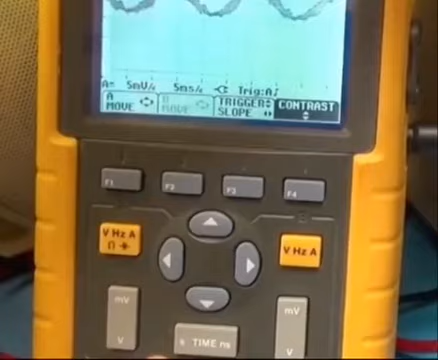 A= 5mV/ 5ms/ Trig:A
A MOVE
B MOVE
TRIGGER SLOPE
CONTRAST
F1 F2 F3 F4
V Hz A
Ω
V Hz A
mV
mV
V
s TIME ns
V